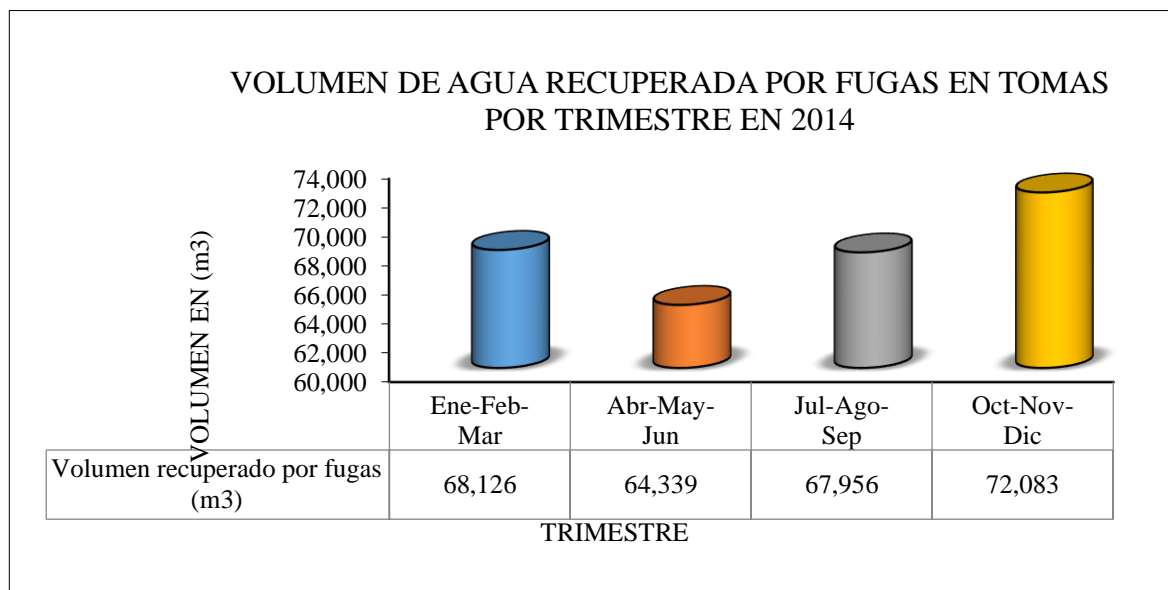 VOLUMEN DE AGUA RECUPERADA POR FUGAS EN TOMAS
POR TRIMESTRE EN 2014
VOLUMEN EN (m3)
74,000
72,000
70,000
68,000
66,000
64,000
62,000
60,000
Ene-Feb-
Mar
Abr-May-
Jun
Jul-Ago-
Sep
Oct-Nov-
Dic
Volumen recuperado por fugas
(m3)
68,126
64,339
67,956
72,083
TRIMESTRE